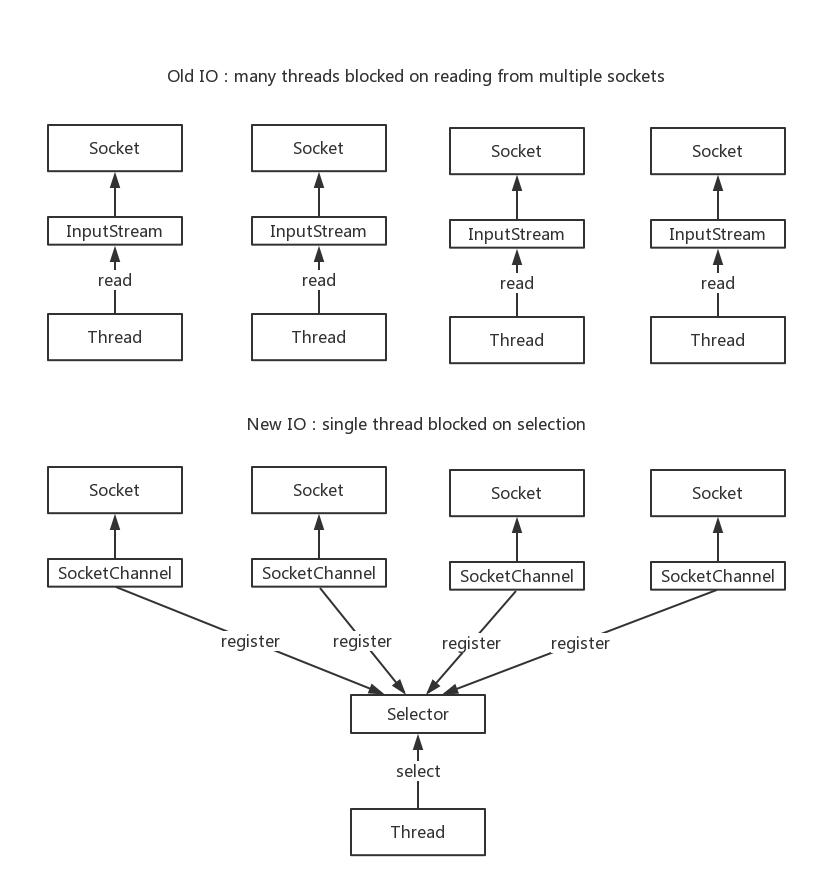 Old IO : many threads blocked on reading from multiple sockets
Socket Socket Socket Socket
InputStream InputStream InputStream InputStream
read read read read
Thread Thread Thread Thread
New IO : single thread blocked on selection
Socket Socket Socket Socket
SocketChannel SocketChannel SocketChannel SocketChannel
register register register register
Selector
select
Thread